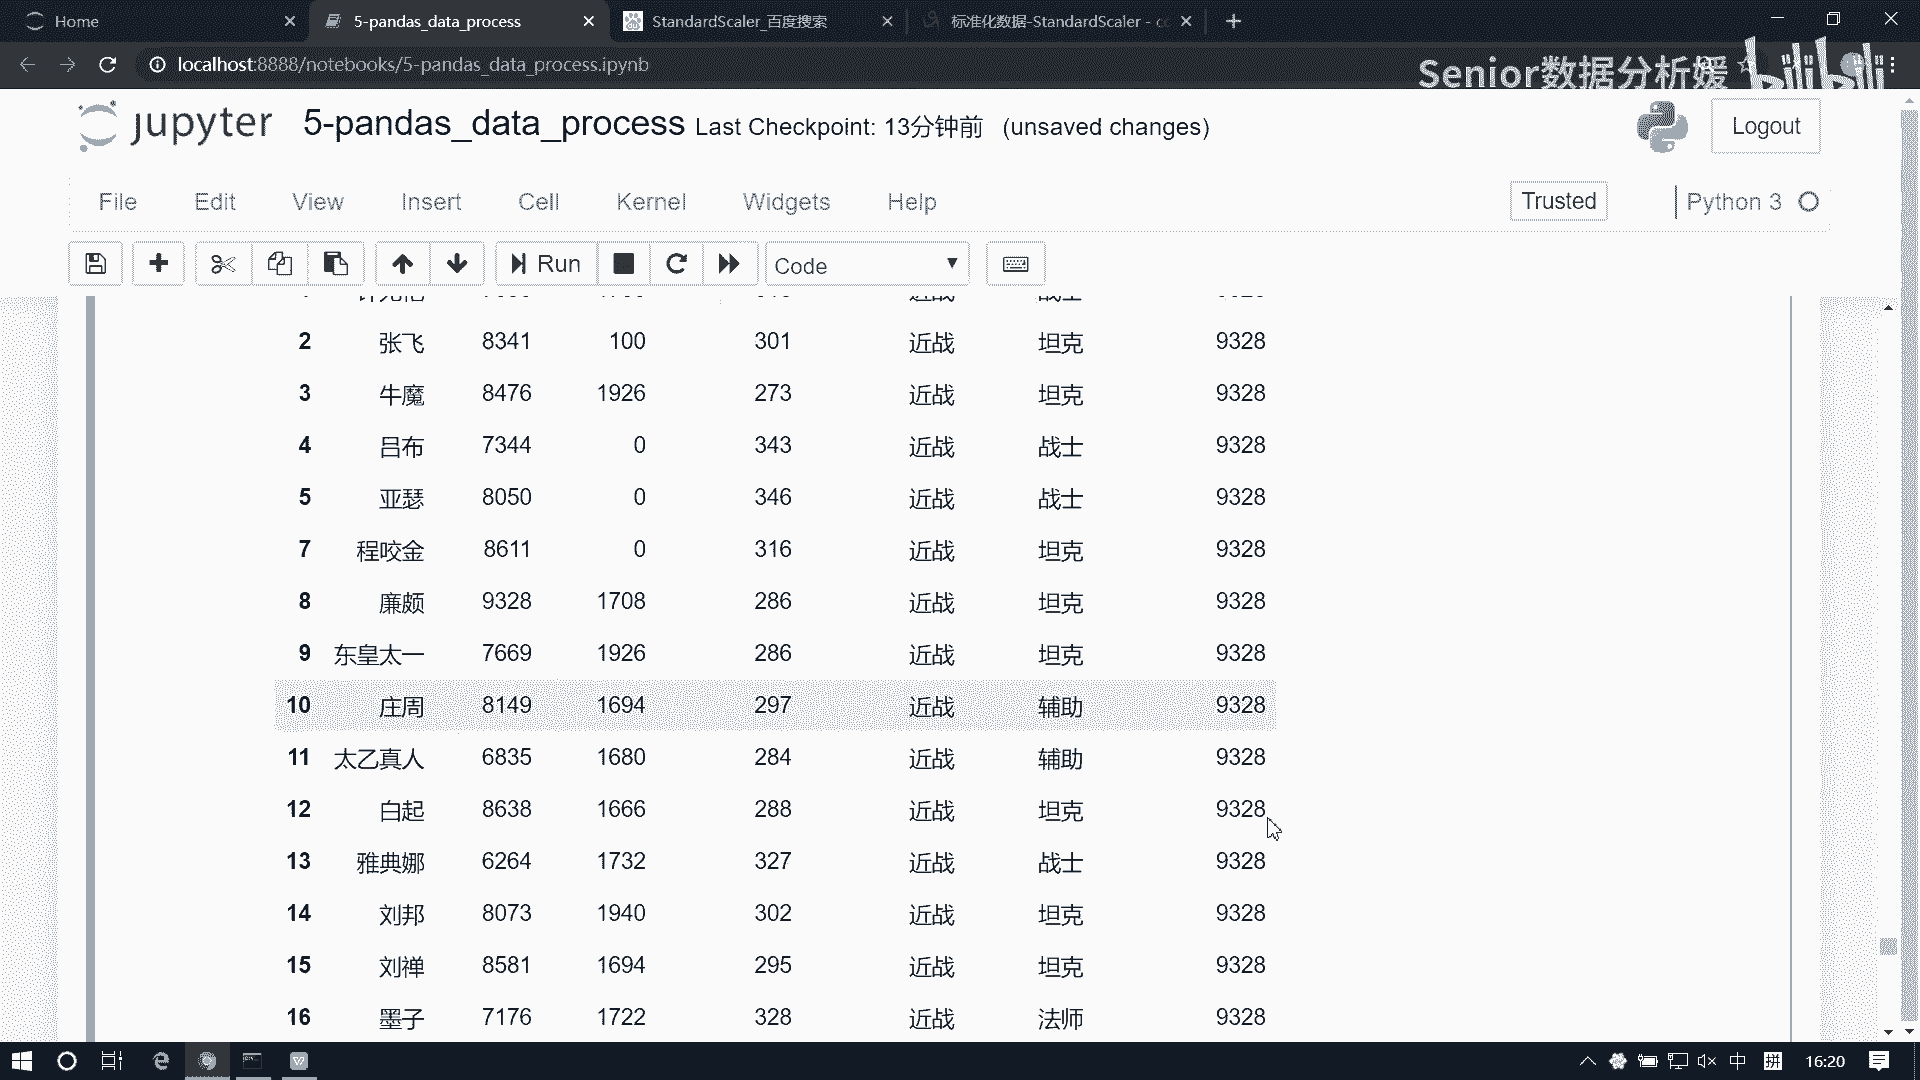 Home
5-pandas_data_process
StandardScaler_百度搜索
标准化数据-StandardScaler - cc
localhost:8888/notebooks/5-pandas_data_process.ipynb
Senior数据分析媛 bilibili
jupyter 5-pandas_data_process Last Checkpoint: 13分钟前 (unsaved changes)
Logout
File Edit View Insert Cell Kernel Widgets Help
Trusted Python 3
Run Code
2 张飞 8341 100 301 近战 坦克 9328
3 牛魔 8476 1926 273 近战 坦克 9328
4 吕布 7344 0 343 近战 战士 9328
5 亚瑟 8050 0 346 近战 战士 9328
7 程咬金 8611 0 316 近战 坦克 9328
8 廉颇 9328 1708 286 近战 坦克 9328
9 东皇太一 7669 1926 286 近战 坦克 9328
10 庄周 8149 1694 297 近战 辅助 9328
11 太乙真人 6835 1680 284 近战 辅助 9328
12 白起 8638 1666 288 近战 坦克 9328
13 雅典娜 6264 1732 327 近战 战士 9328
14 刘邦 8073 1940 302 近战 坦克 9328
15 刘禅 8581 1694 295 近战 坦克 9328
16 墨子 7176 1722 328 近战 法师 9328
中 拼 16:20